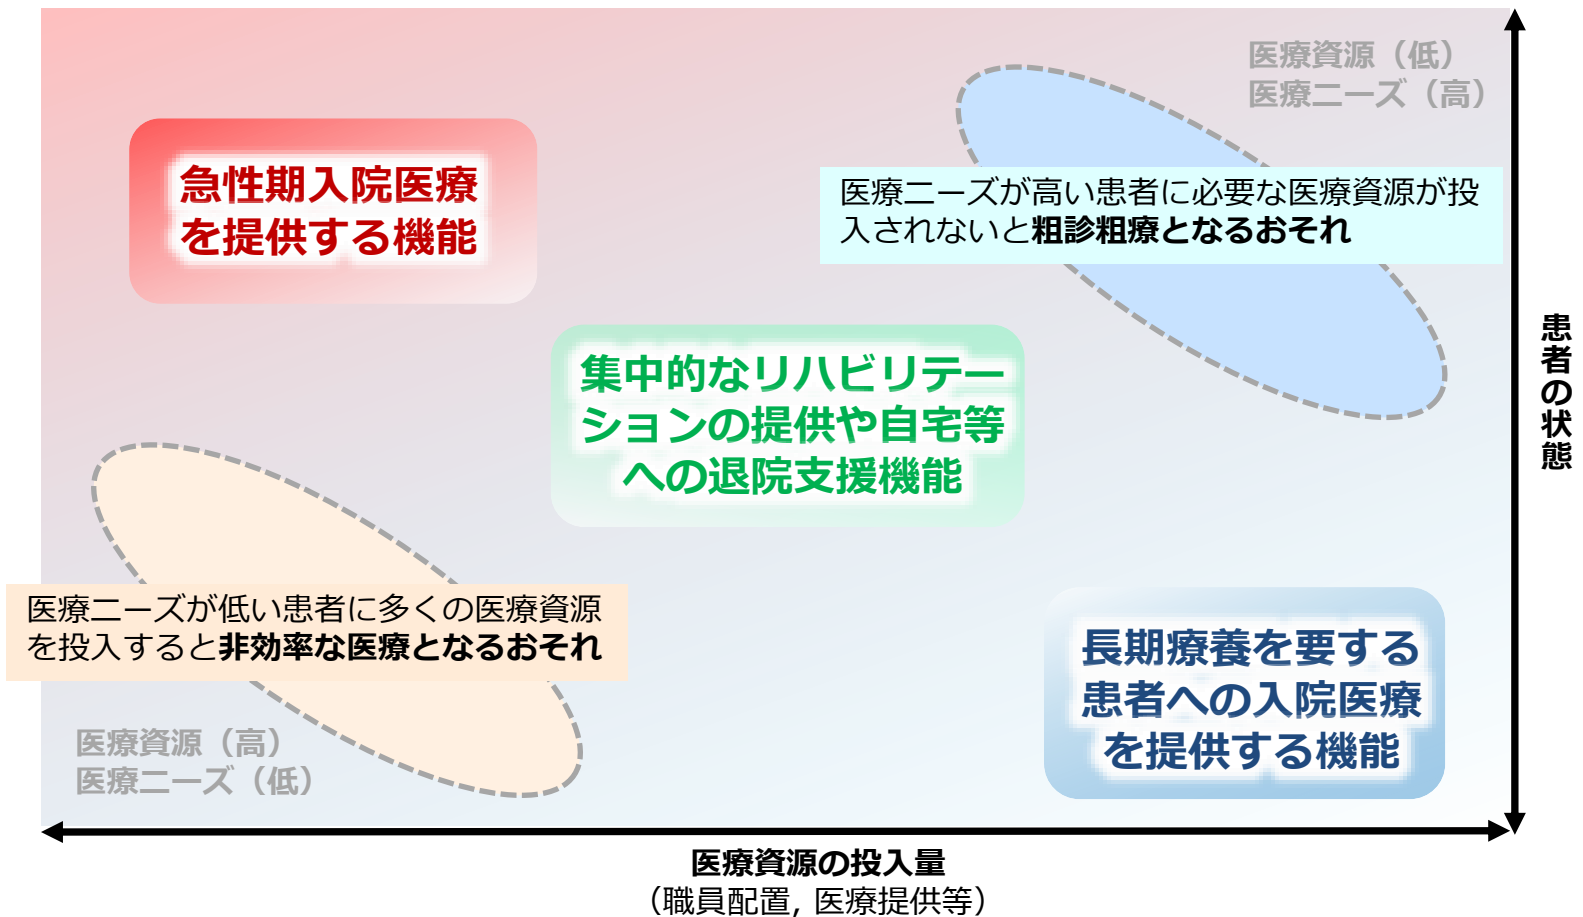 医療資源（低）
医療ニーズ（高）
急性期入院医療
を提供する機能
医療ニーズが高い患者に必要な医療資源が投
入されないと粗診粗療となるおそれ
集中的なリハビリテー
ションの提供や自宅等
への退院支援機能
患者の状態
医療ニーズが低い患者に多くの医療資源
を投入すると非効率な医療となるおそれ
長期療養を要する
患者への入院医療
を提供する機能
医療資源（高）
医療ニーズ（低）
医療資源の投入量
（職員配置, 医療提供等）